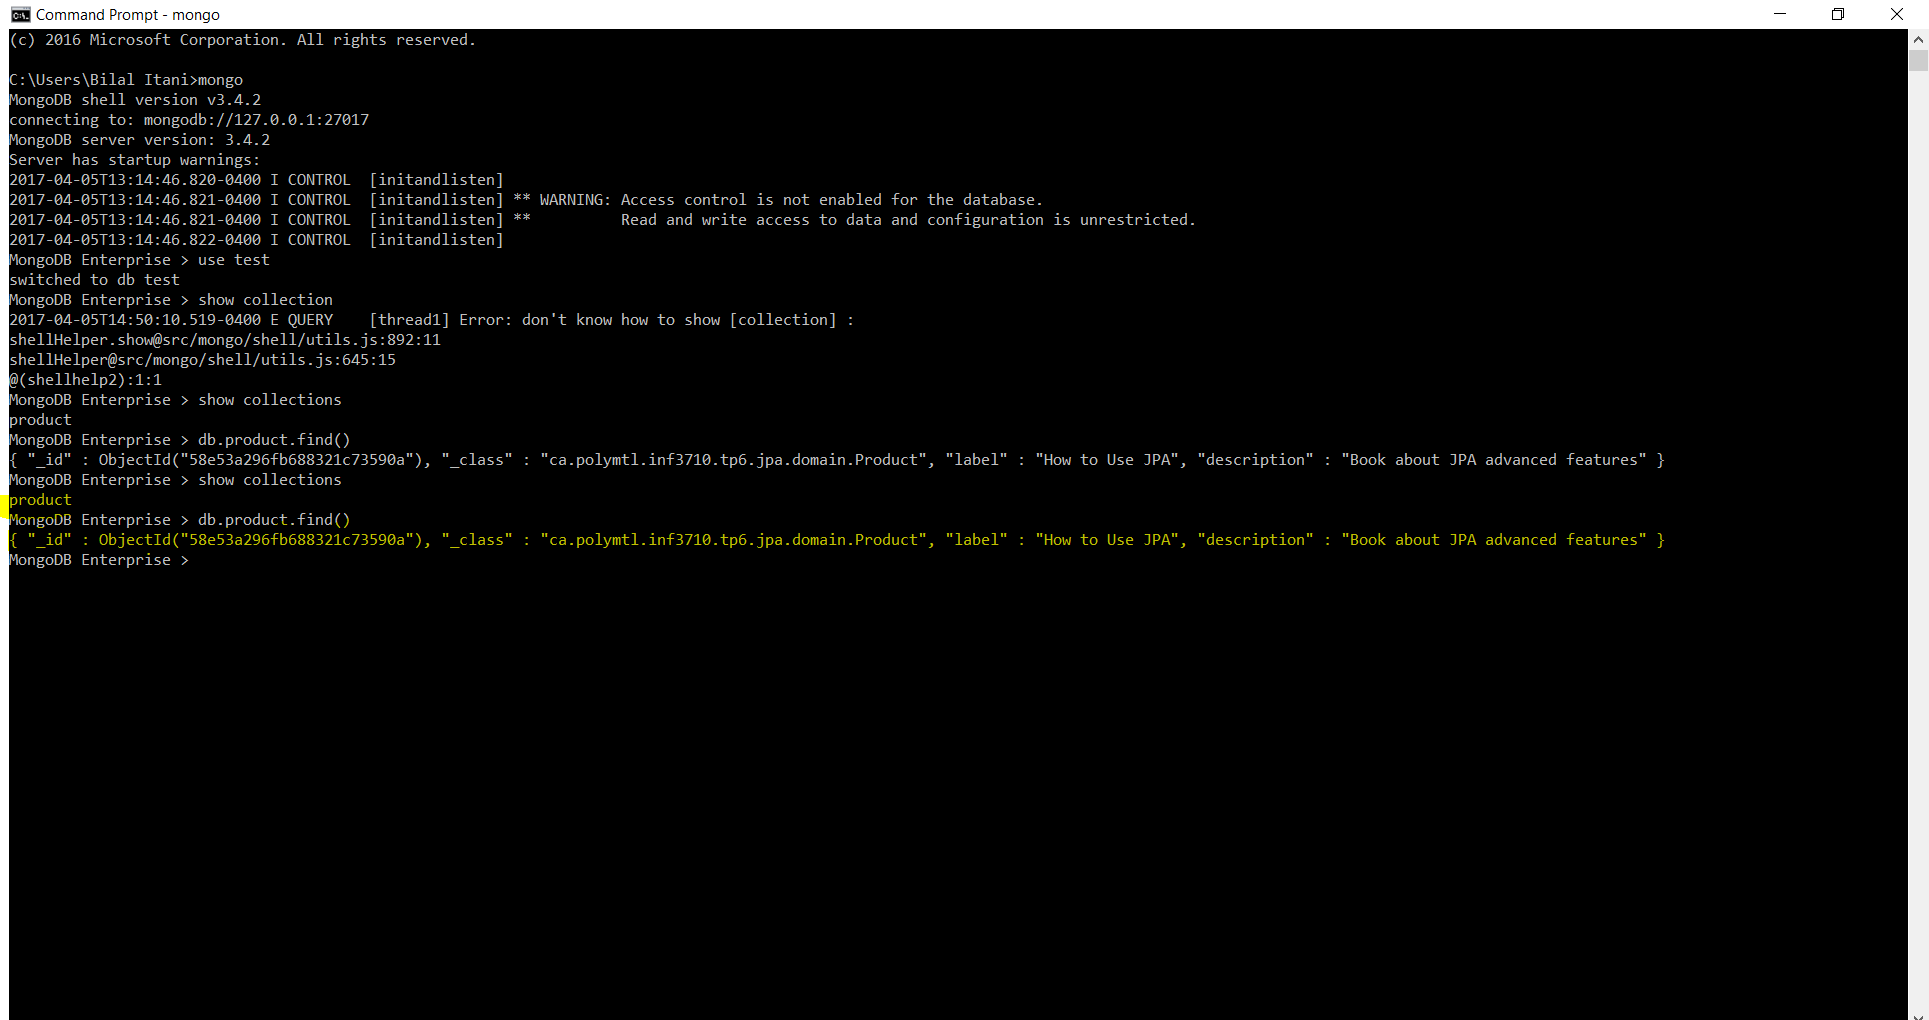 Command Prompt - mongo
(c) 2016 Microsoft Corporation. All rights reserved.
C:\Users\Bilal Itani>mongo
MongoDB shell version v3.4.2
connecting to: mongodb://127.0.0.1:27017
MongoDB server version: 3.4.2
Server has startup warnings:
2017-04-05T13:14:46.820-0400 I CONTROL  [initandlisten]
2017-04-05T13:14:46.821-0400 I CONTROL  [initandlisten] ** WARNING: Access control is not enabled for the database.
2017-04-05T13:14:46.821-0400 I CONTROL  [initandlisten] **          Read and write access to data and configuration is unrestricted.
2017-04-05T13:14:46.822-0400 I CONTROL  [initandlisten]
MongoDB Enterprise > use test
switched to db test
MongoDB Enterprise > show collection
2017-04-05T14:50:10.519-0400 E QUERY    [thread1] Error: don't know how to show [collection] :
shellHelper.show@src/mongo/shell/utils.js:892:11
shellHelper@src/mongo/shell/utils.js:645:15
@(shellhelp2):1:1
MongoDB Enterprise > show collections
product
MongoDB Enterprise > db.product.find()
{ "_id" : ObjectId("58e53a296fb688321c73590a"), "_class" : "ca.polymtl.inf3710.tp6.jpa.domain.Product", "label" : "How to Use JPA", "description" : "Book about JPA advanced features" }
MongoDB Enterprise > show collections
product
MongoDB Enterprise > db.product.find()
{ "_id" : ObjectId("58e53a296fb688321c73590a"), "_class" : "ca.polymtl.inf3710.tp6.jpa.domain.Product", "label" : "How to Use JPA", "description" : "Book about JPA advanced features" }
MongoDB Enterprise >